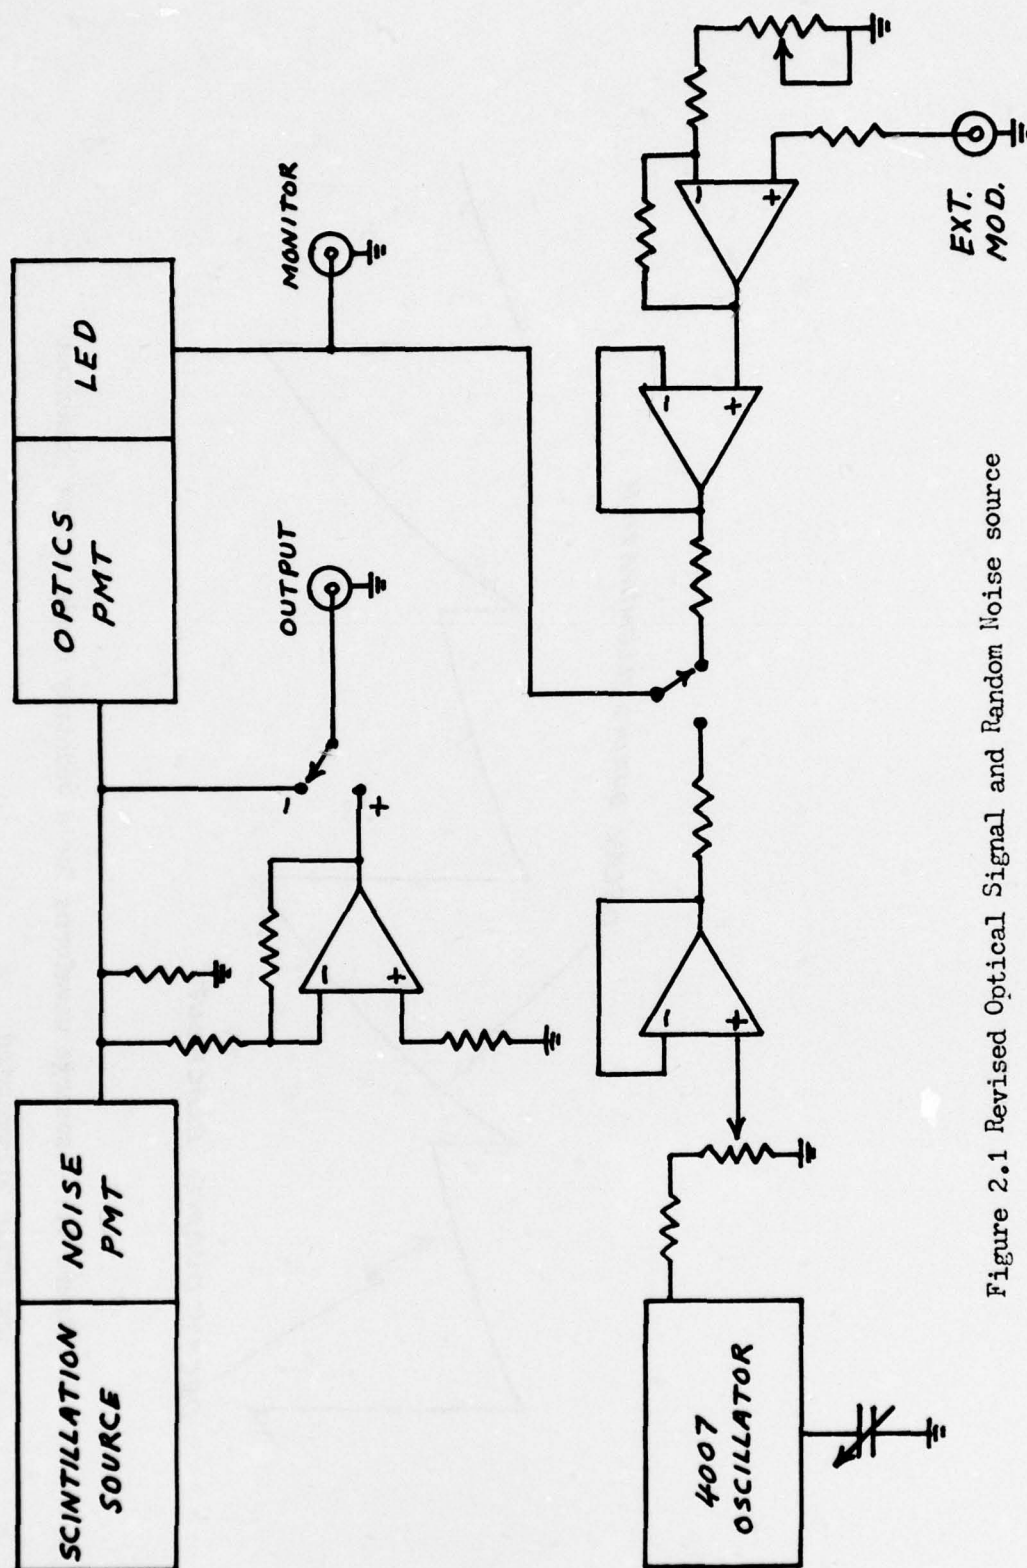 SCINTILLATION
SOURCE
NOISE
PMT
OPTICS
PMT
LED
MONITOR
OUTPUT
-
+
-
+
4007
OSCILLATOR
-
+
-
+
-
+
EXT.
MOD.
Figure 2.1 Revised Optical Signal and Random Noise source